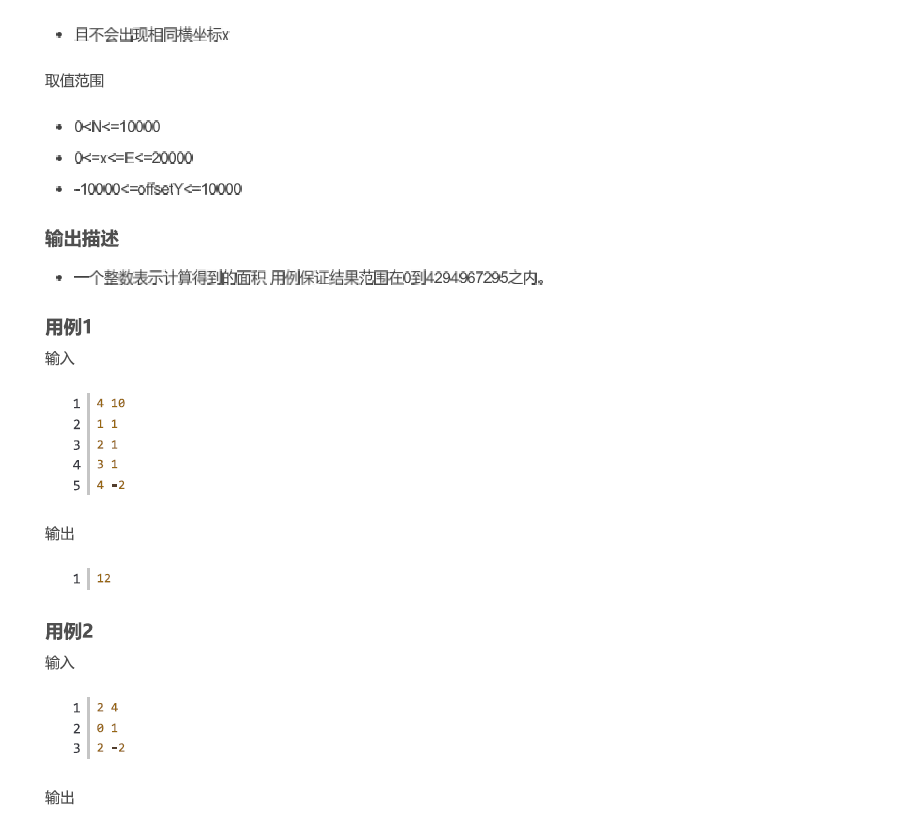 且不会出现相同横坐标x
取值范围
0<N<=10000
0<=x<=E<=20000
-10000<=offsetY<=10000
输出描述
一个整数表示计算得到的面积 用例保证结果范围在0到4294967295之内。
用例1
输入
1 4 10
2 1 1
3 2 1
4 3 1
5 4 -2
输出
1 12
用例2
输入
1 2 4
2 0 1
3 2 -2
输出